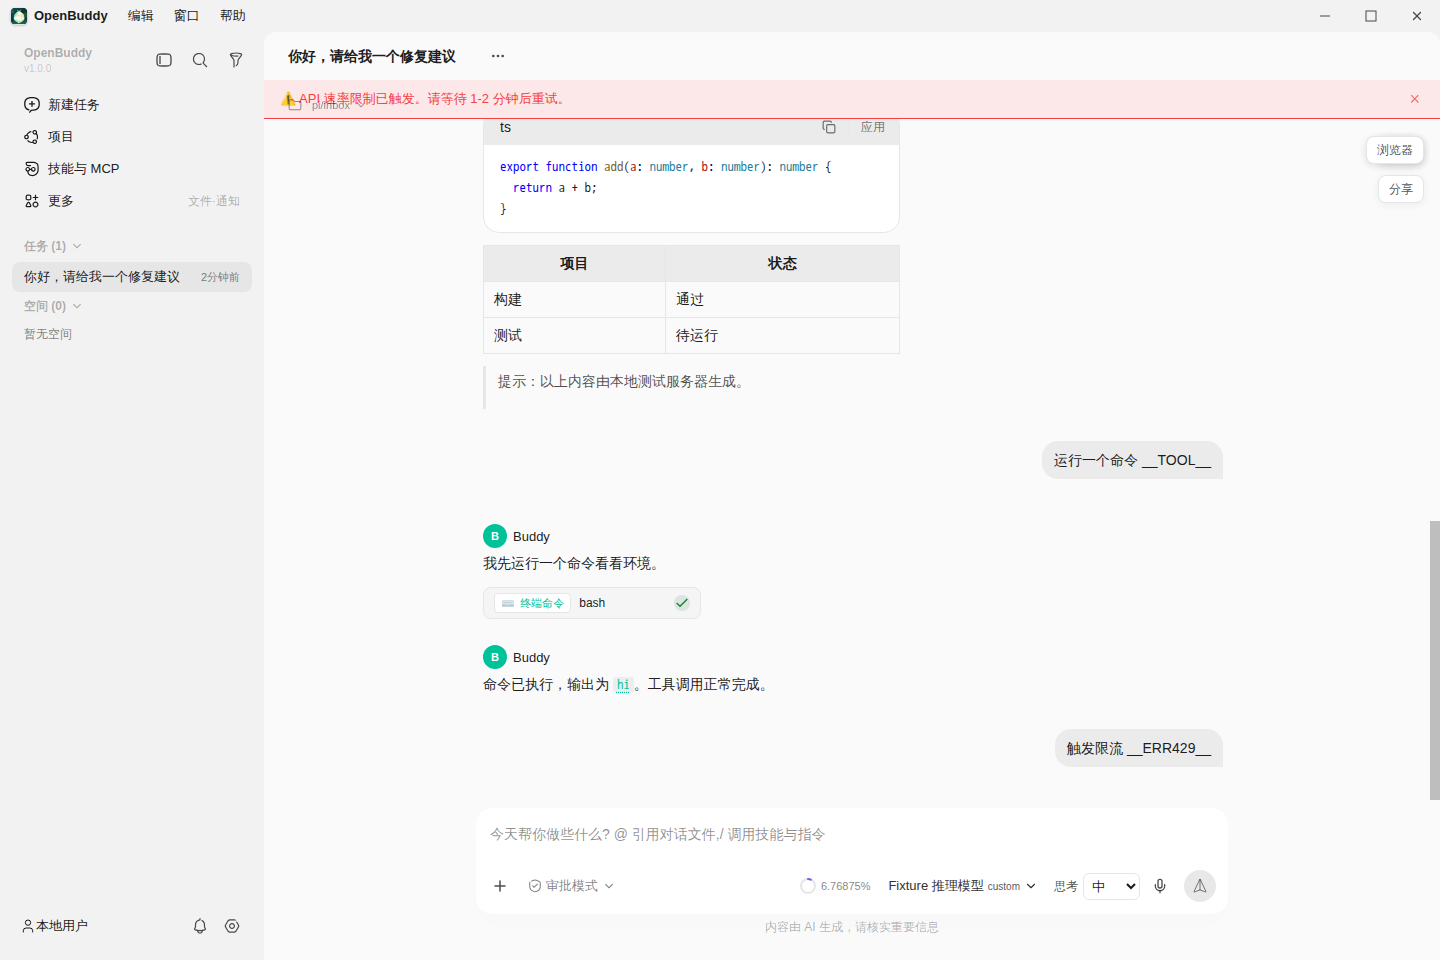 OpenBuddy 编辑 窗口 帮助
OpenBuddy
v1.0.0
新建任务
项目
技能与 MCP
更多 文件·通知
任务 (1)
你好，请给我一个修复建议 2分钟前
空间 (0)
暂无空间
本地用户
你好，请给我一个修复建议
API 速率限制已触发。请等待 1-2 分钟后重试。
pi/inbox
浏览器
分享
ts 应用
export function add(a: number, b: number): number {
return a + b;
}
项目 状态
构建 通过
测试 待运行
提示：以上内容由本地测试服务器生成。
运行一个命令 __TOOL__
B Buddy
我先运行一个命令看看环境。
终端命令 bash
B Buddy
命令已执行，输出为 hi。工具调用正常完成。
触发限流 __ERR429__
今天帮你做些什么? @ 引用对话文件,/ 调用技能与指令
审批模式 6.76875% Fixture 推理模型 custom 思考 中
内容由 AI 生成，请核实重要信息